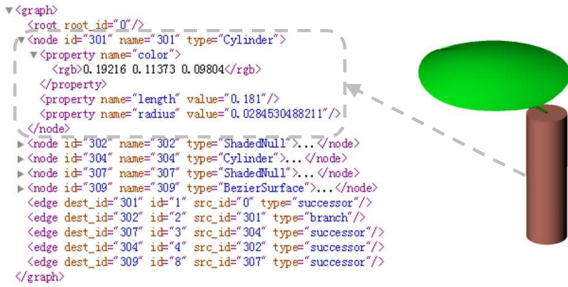 ▼<graph>
<root root_id="0"/>
▼<node id="301" name="301" type="Cylinder">
▼<property name="color">
<rgb>0.19216 0.11373 0.09804</rgb>
</property>
<property name="length" value="0.181"/>
<property name="radius" value="0.0284530488211"/>
</node>
▶<node id="302" name="302" type="ShadedNull">...</node>
▶<node id="304" name="304" type="Cylinder">...</node>
▶<node id="307" name="307" type="ShadedNull">...</node>
▶<node id="309" name="309" type="BezierSurface">...</node>
<edge dest_id="301" id="1" src_id="0" type="successor"/>
<edge dest_id="302" id="2" src_id="301" type="branch"/>
<edge dest_id="307" id="3" src_id="304" type="successor"/>
<edge dest_id="304" id="4" src_id="302" type="successor"/>
<edge dest_id="309" id="8" src_id="307" type="successor"/>
</graph>